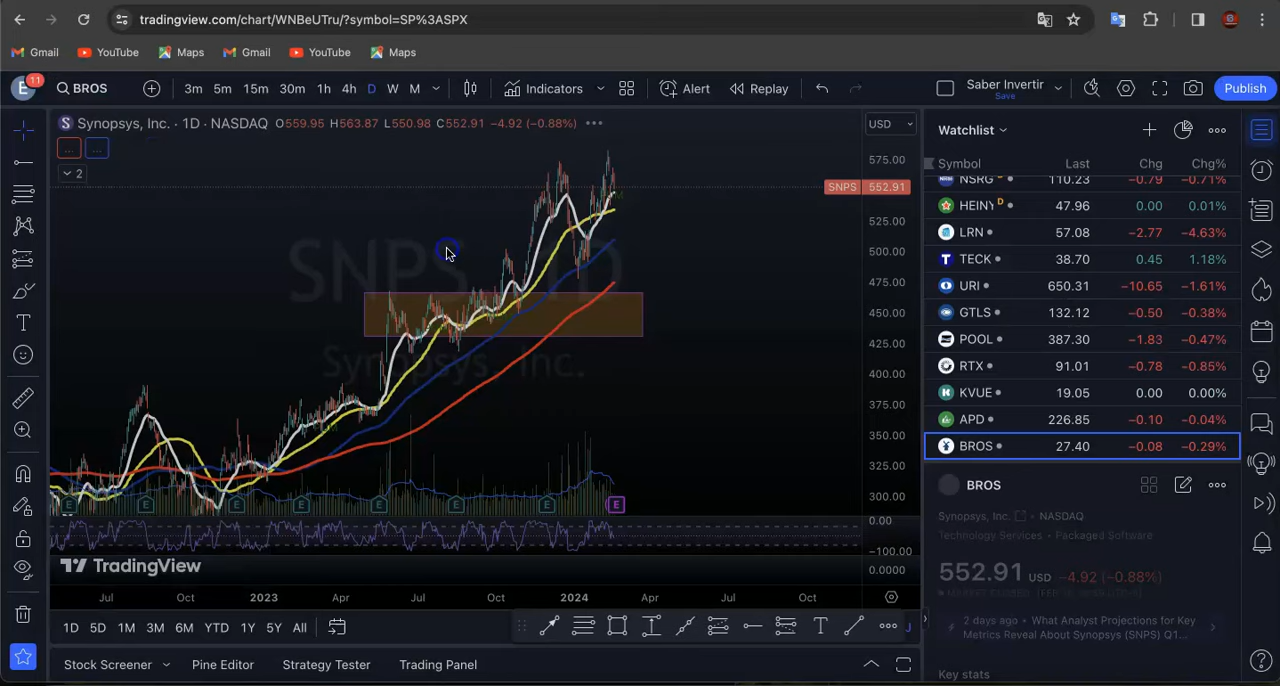 tradingview.com/chart/WNBeUTru/?symbol=SP%3ASPX
Gmail YouTube Maps Gmail YouTube Maps
E 11 BROS 3m 5m 15m 30m 1h 4h D W M Indicators Alert Replay Saber Invertir Save Publish
S Synopsys, Inc. · 1D · NASDAQ O559.95 H563.87 L550.98 C552.91 −4.92 (−0.88%) USD
... ...
2
575.00
SNPS 552.91
525.00
500.00
SNPS, 1D
475.00
450.00
425.00
Synopsys, Inc.
400.00
375.00
350.00
325.00
300.00
E E E E E E E E
0.00
−100.00
TradingView
0.0000
Jul Oct 2023 Apr Jul Oct 2024 Apr Jul Oct
1D 5D 1M 3M 6M YTD 1Y 5Y All
Stock Screener Pine Editor Strategy Tester Trading Panel
Watchlist
Symbol Last Chg Chg%
NSRG D 110.23 −0.79 −0.71%
HEINY D 47.96 0.00 0.01%
LRN 57.08 −2.77 −4.63%
TECK 38.70 0.45 1.18%
URI 650.31 −10.65 −1.61%
GTLS 132.12 −0.50 −0.38%
POOL 387.30 −1.83 −0.47%
RTX 91.01 −0.78 −0.85%
KVUE 19.05 0.00 0.00%
APD 226.85 −0.10 −0.04%
BROS 27.40 −0.08 −0.29%
BROS
Synopsys, Inc. NASDAQ
Technology Services • Packaged Software
552.91 USD −4.92 (−0.88%)
2 days ago • What Analyst Projections for Key
Metrics Reveal About Synopsys (SNPS) Q1...
Key stats